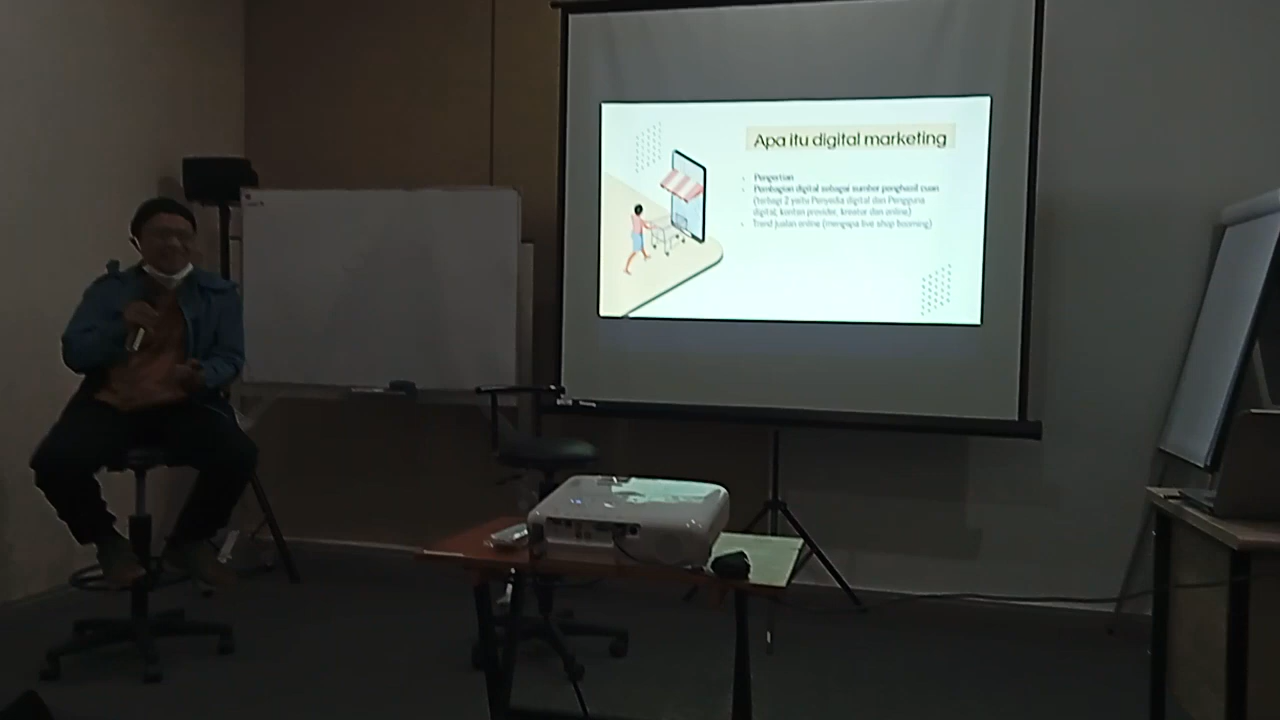 Apa itu digital marketing
Pengertian
Pembagian digital sebagai sumber penghasil cuan
(terbagi 2 yaitu Penyedia digital dan Pengguna
digital, konten provider, kreator dan online)
Trend jualan online (mengapa live shop booming)